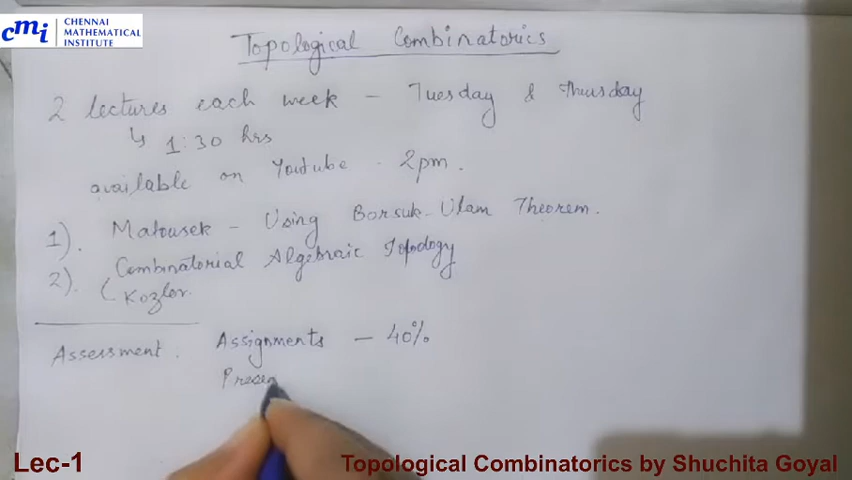 cmi CHENNAI
MATHEMATICAL
INSTITUTE
Topological Combinatorics
2 lectures each week - Tuesday & Thursday
↳ 1:30 hrs
available on Youtube - 2pm.
1). Matousek - Using Borsuk-Ulam Theorem.
2). Combinatorial Algebraic Topology
(Kozlov.
Assessment. Assignments - 40%
Presen
Lec-1
Topological Combinatorics by Shuchita Goyal